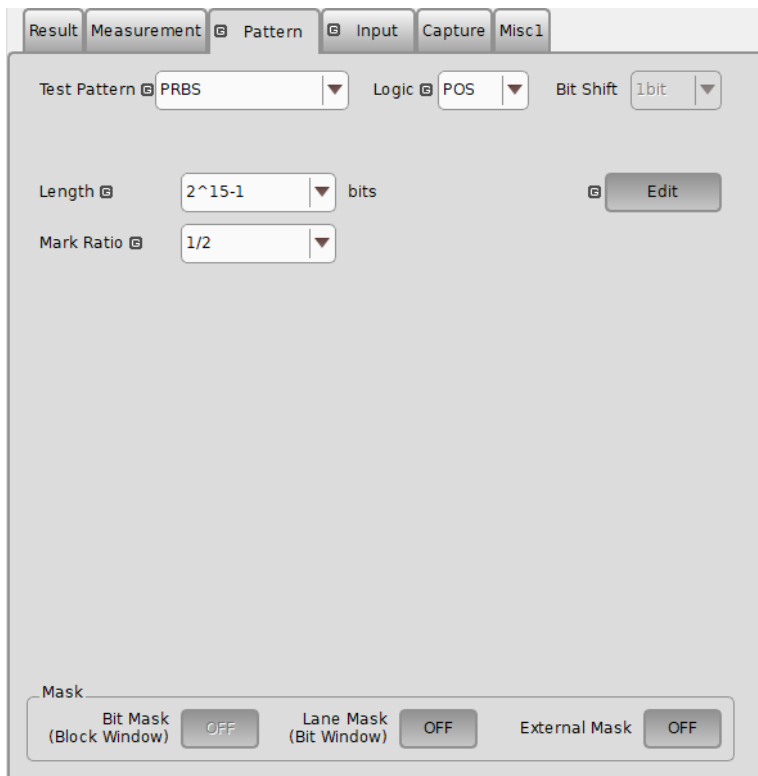 Result Measurement G Pattern G Input Capture Misc1
Test Pattern G PRBS Logic G POS Bit Shift 1bit
Length G 2^15-1 bits G Edit
Mark Ratio G 1/2
Mask
Bit Mask
(Block Window) OFF Lane Mask
(Bit Window) OFF External Mask OFF